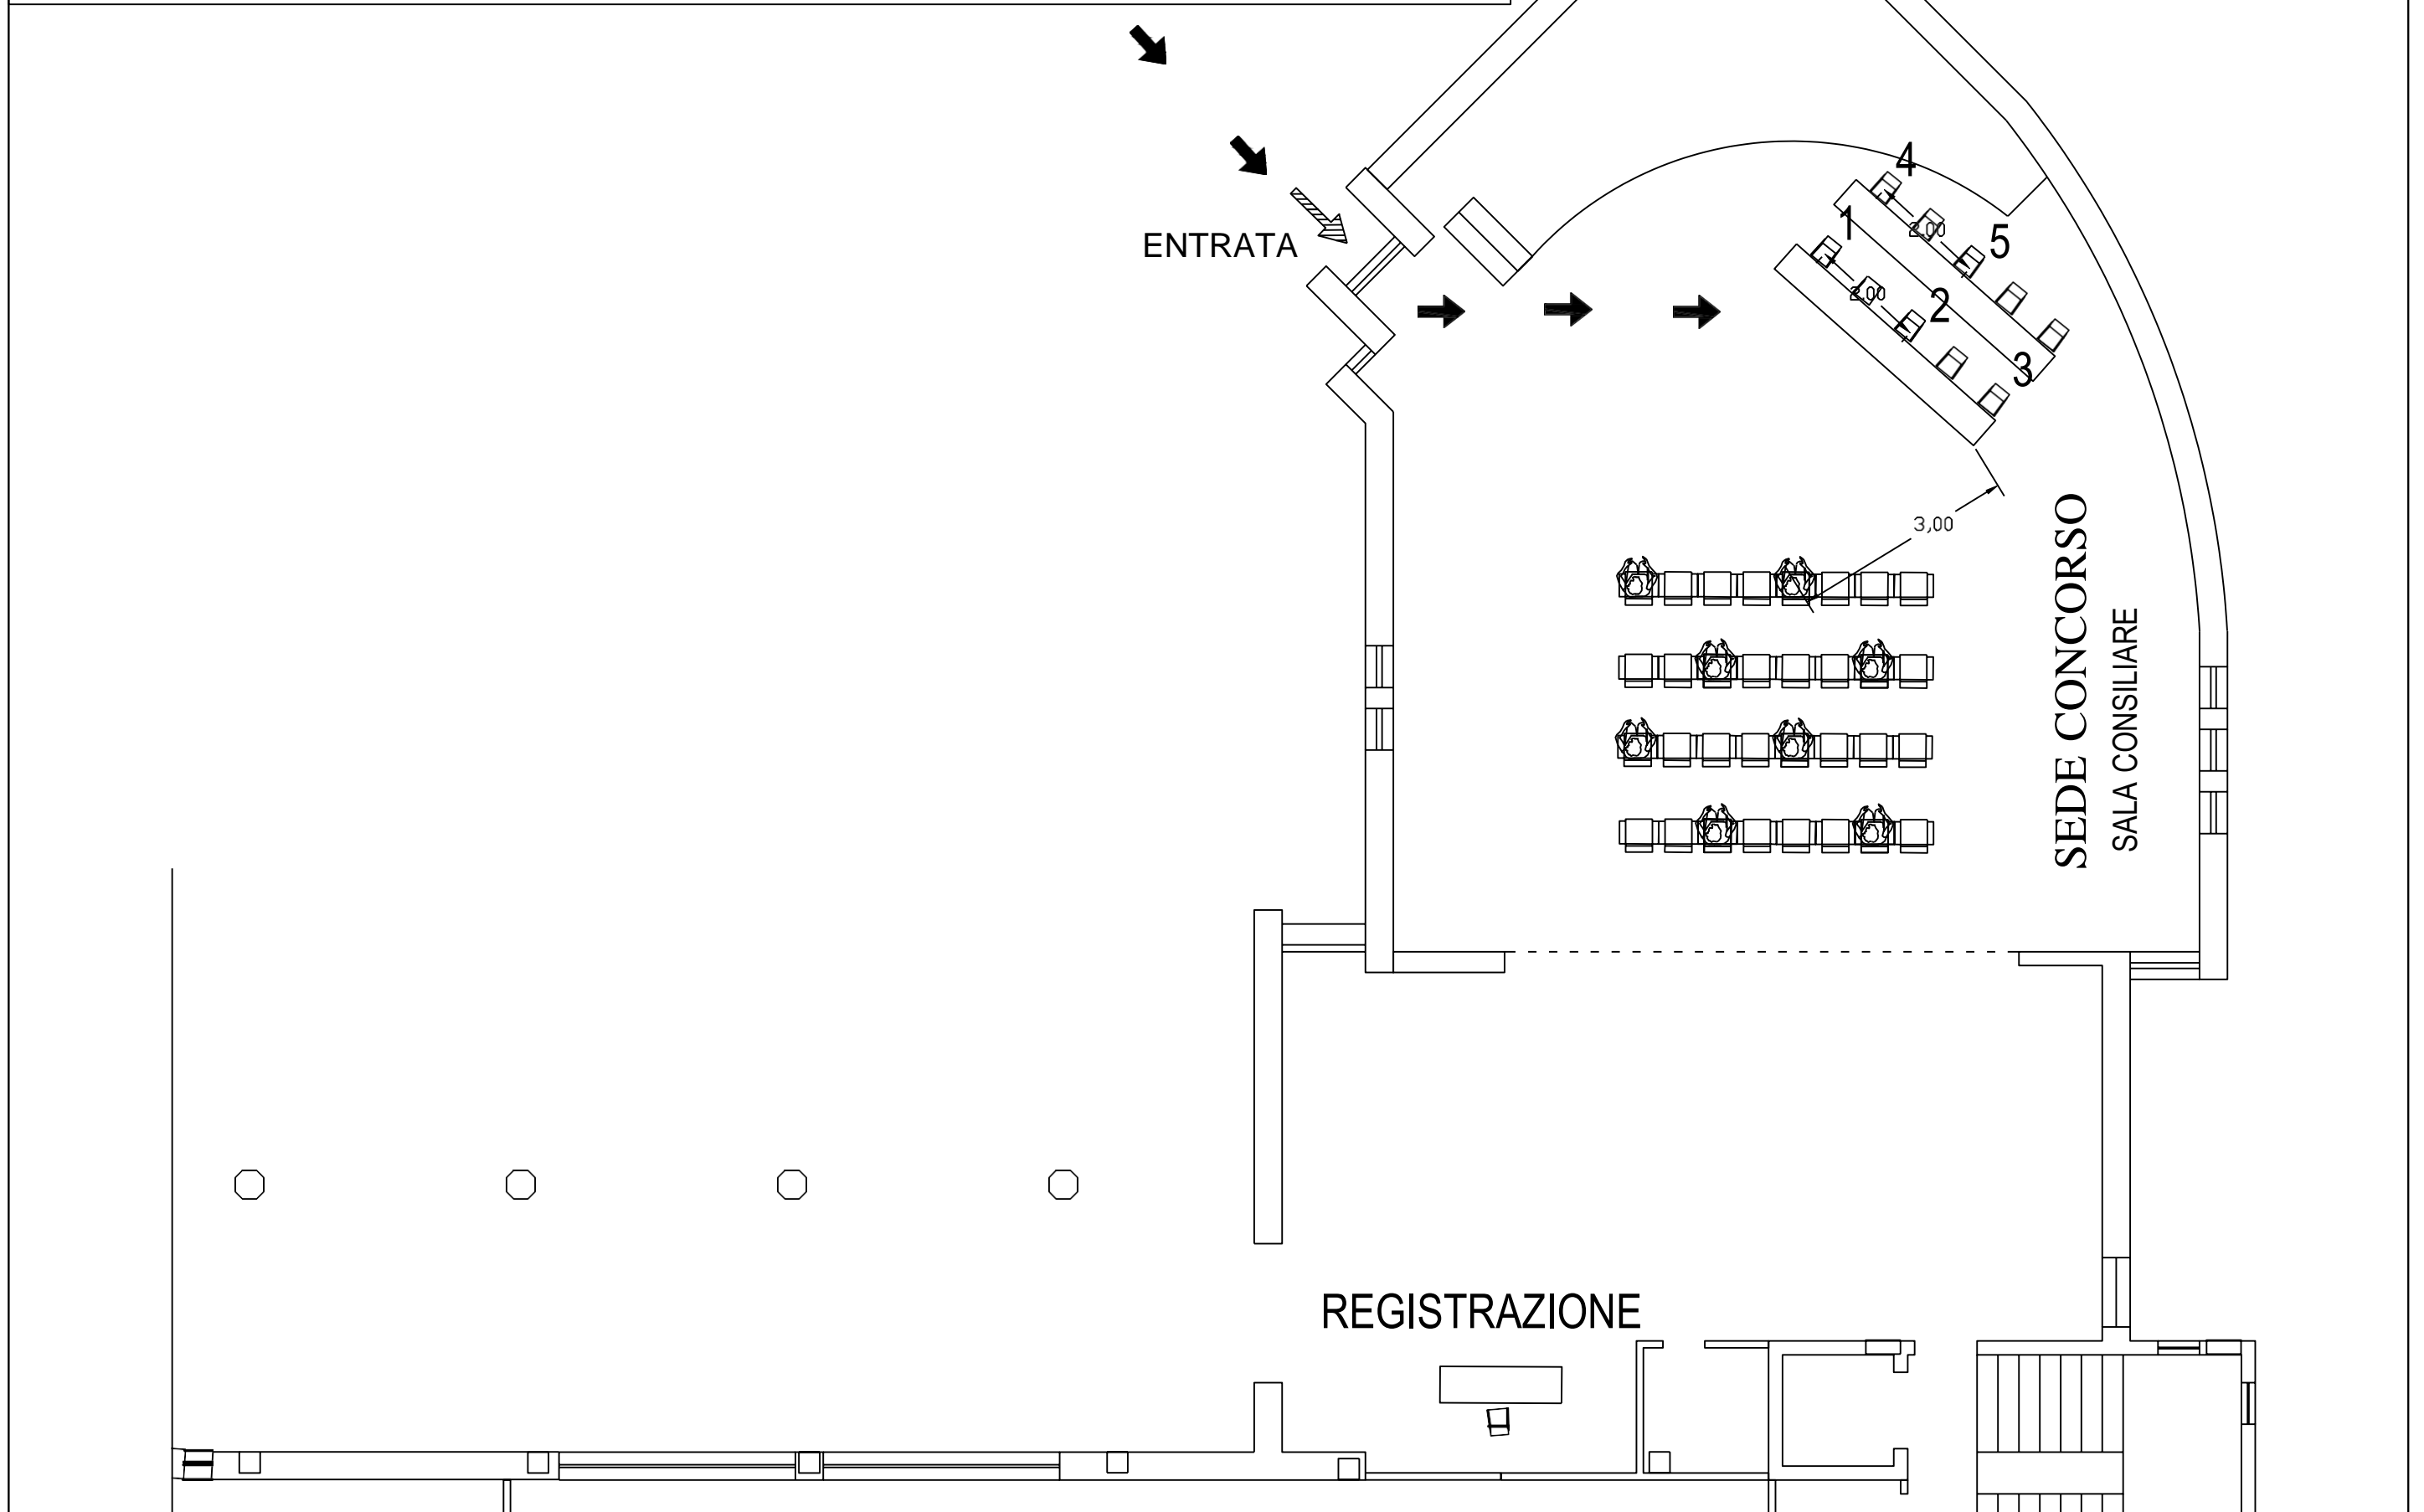 4
1
2.00
5
ENTRATA
2.00
2
3
3,00
SEDE CONCORSO
SALA CONSILIARE
REGISTRAZIONE